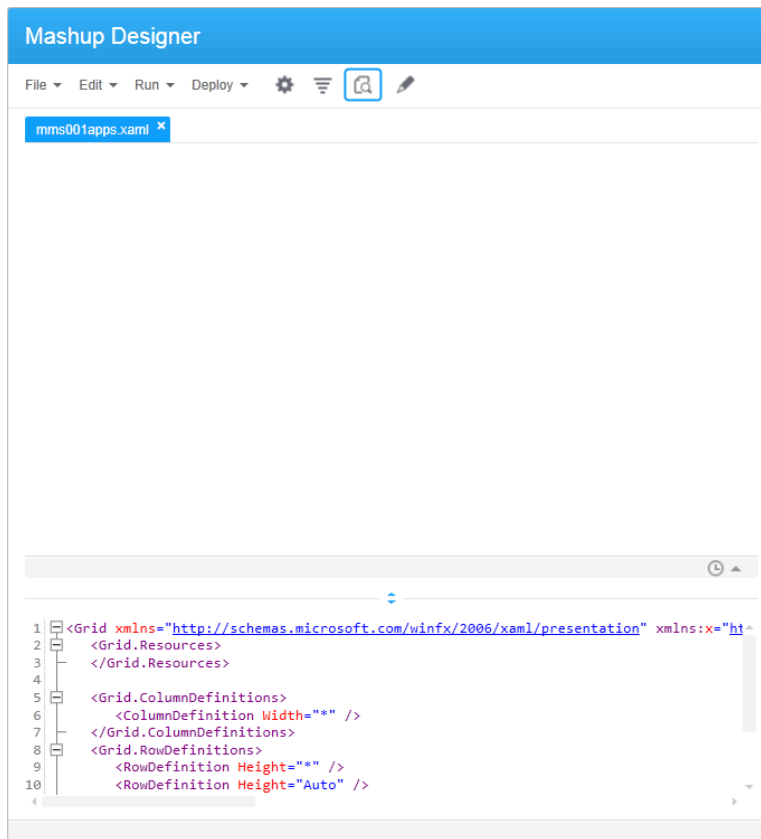 Mashup Designer
File Edit Run Deploy
mms001apps.xaml ×
1 <Grid xmlns="http://schemas.microsoft.com/winfx/2006/xaml/presentation" xmlns:x="ht
2 <Grid.Resources>
3 </Grid.Resources>
4
5 <Grid.ColumnDefinitions>
6 <ColumnDefinition Width="*" />
7 </Grid.ColumnDefinitions>
8 <Grid.RowDefinitions>
9 <RowDefinition Height="*" />
10 <RowDefinition Height="Auto" />